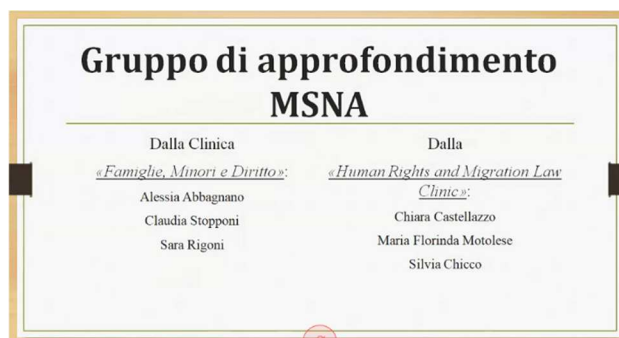 Gruppo di approfondimento
MSNA
Dalla Clinica
«Famiglie, Minori e Diritto»:
Alessia Abbagnano
Claudia Stopponi
Sara Rigoni
Dalla
«Human Rights and Migration Law
Clinic»:
Chiara Castellazzo
Maria Florinda Motolese
Silvia Chicco